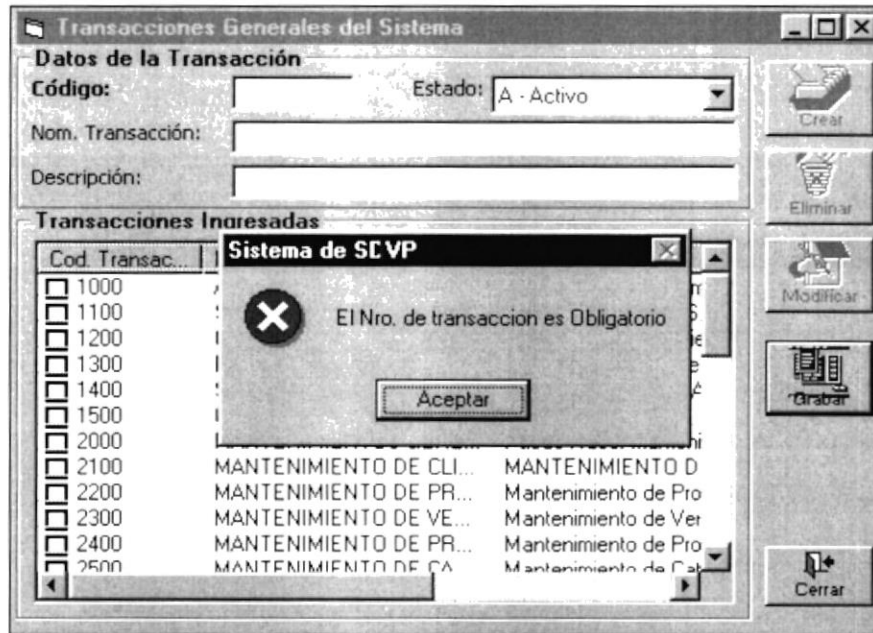 Transacciones Generales del Sistema
Datos de la Transacción
Código:
Estado: A - Activo
Nom. Transacción:
Descripción:
Crear
Eliminar
Modificar
Grabar
Cerrar
Transacciones Ingresadas
Cod. Transac...
1000
1100
1200
1300
1400
1500
2000
2100 MANTENIMIENTO DE CLI... MANTENIMIENTO D
2200 MANTENIMIENTO DE PR... Mantenimiento de Pro
2300 MANTENIMIENTO DE VE... Mantenimiento de Ver
2400 MANTENIMIENTO DE PR... Mantenimiento de Pro
2500 MANTENIMIENTO DE CA... Mantenimiento de Cat
Sistema de SCVP
El Nro. de transaccion es Obligatorio
Aceptar